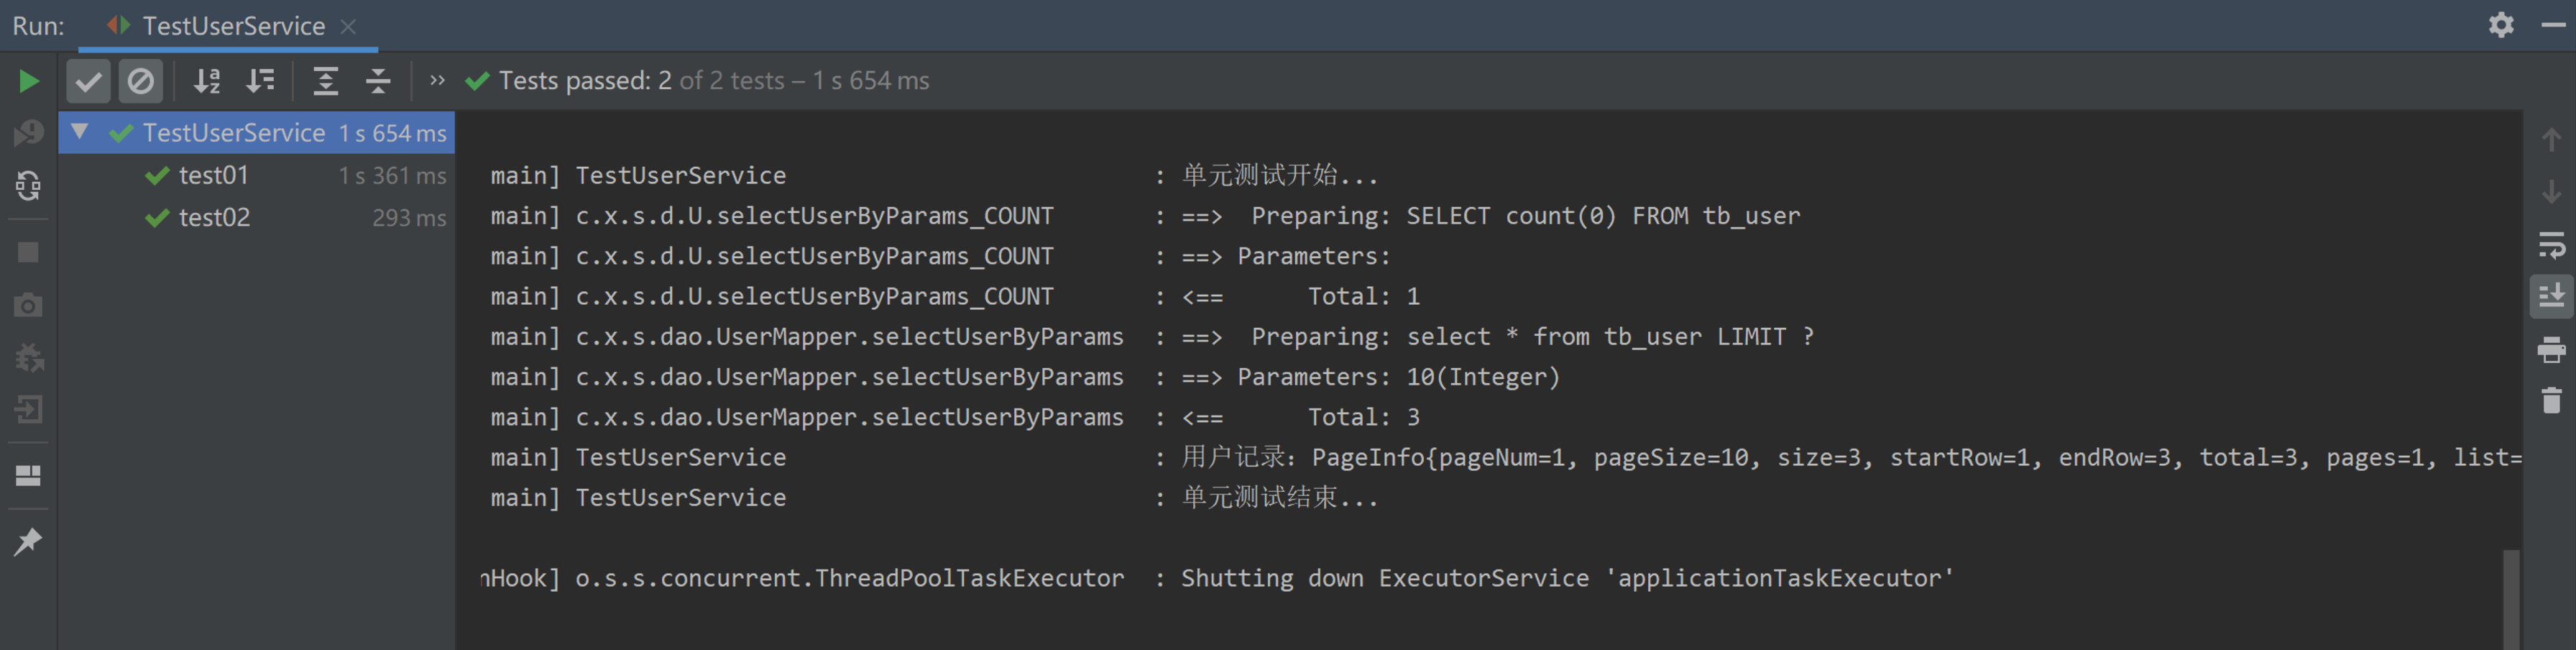 Run: TestUserService
Tests passed: 2 of 2 tests – 1 s 654 ms
TestUserService 1 s 654 ms
test01 1 s 361 ms
test02 293 ms
main] TestUserService : 单元测试开始...
main] c.x.s.d.U.selectUserByParams_COUNT : ==>  Preparing: SELECT count(0) FROM tb_user
main] c.x.s.d.U.selectUserByParams_COUNT : ==> Parameters:
main] c.x.s.d.U.selectUserByParams_COUNT : <==      Total: 1
main] c.x.s.dao.UserMapper.selectUserByParams : ==>  Preparing: select * from tb_user LIMIT ?
main] c.x.s.dao.UserMapper.selectUserByParams : ==> Parameters: 10(Integer)
main] c.x.s.dao.UserMapper.selectUserByParams : <==      Total: 3
main] TestUserService : 用户记录：PageInfo{pageNum=1, pageSize=10, size=3, startRow=1, endRow=3, total=3, pages=1, list=
main] TestUserService : 单元测试结束...
nHook] o.s.s.concurrent.ThreadPoolTaskExecutor : Shutting down ExecutorService 'applicationTaskExecutor'